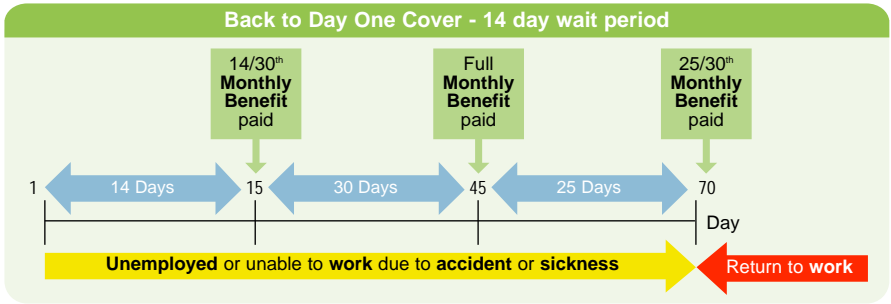 Back to Day One Cover - 14 day wait period
14/30th
Monthly
Benefit
paid
Full
Monthly
Benefit
paid
25/30th
Monthly
Benefit
paid
1 14 Days 15 30 Days 45 25 Days 70
Day
Unemployed or unable to work due to accident or sickness
Return to work